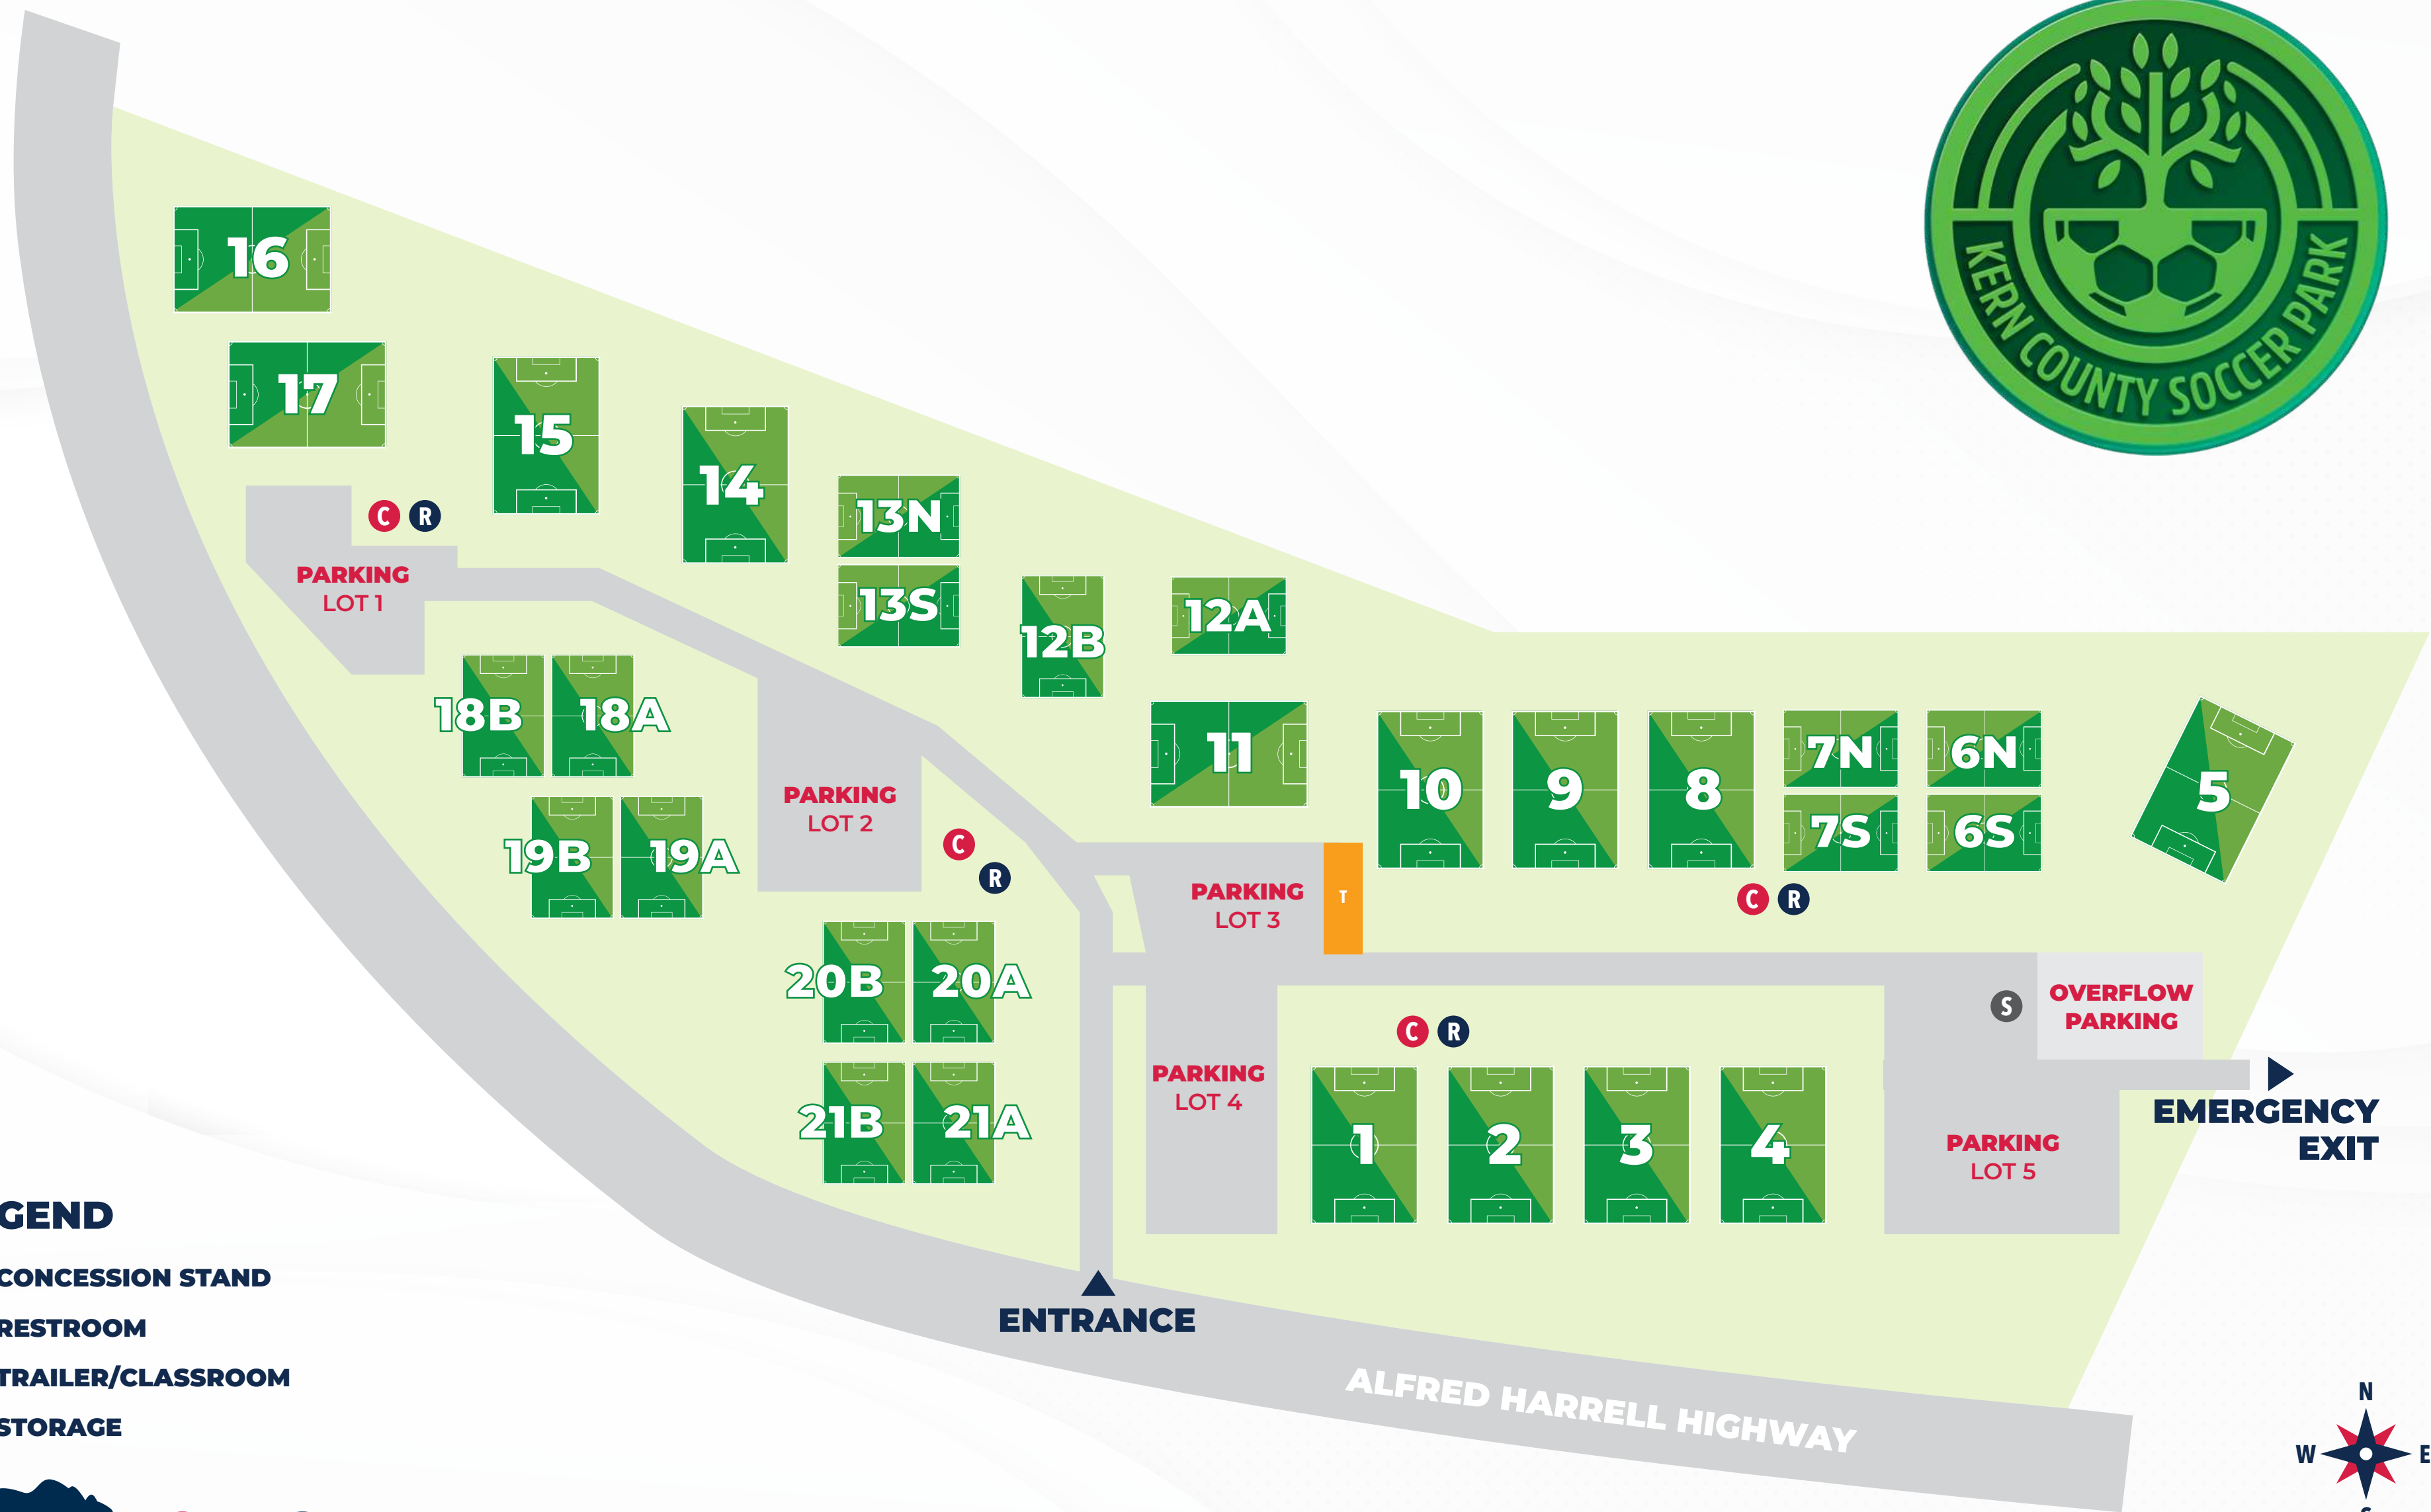 KERN COUNTY SOCCER PARK
16
17
15
14
13N
13S
12B
12A
11
C R
PARKING
LOT 1
18B 18A
19B 19A
PARKING
LOT 2
C
R
10 9 8 7N 6N 5
7S 6S
PARKING
LOT 3
T
C R
20B 20A
21B 21A
C R
PARKING
LOT 4
1 2 3 4
S
OVERFLOW
PARKING
EMERGENCY
EXIT
PARKING
LOT 5
ENTRANCE
ALFRED HARRELL HIGHWAY
GEND
CONCESSION STAND
RESTROOM
TRAILER/CLASSROOM
STORAGE
N
W E